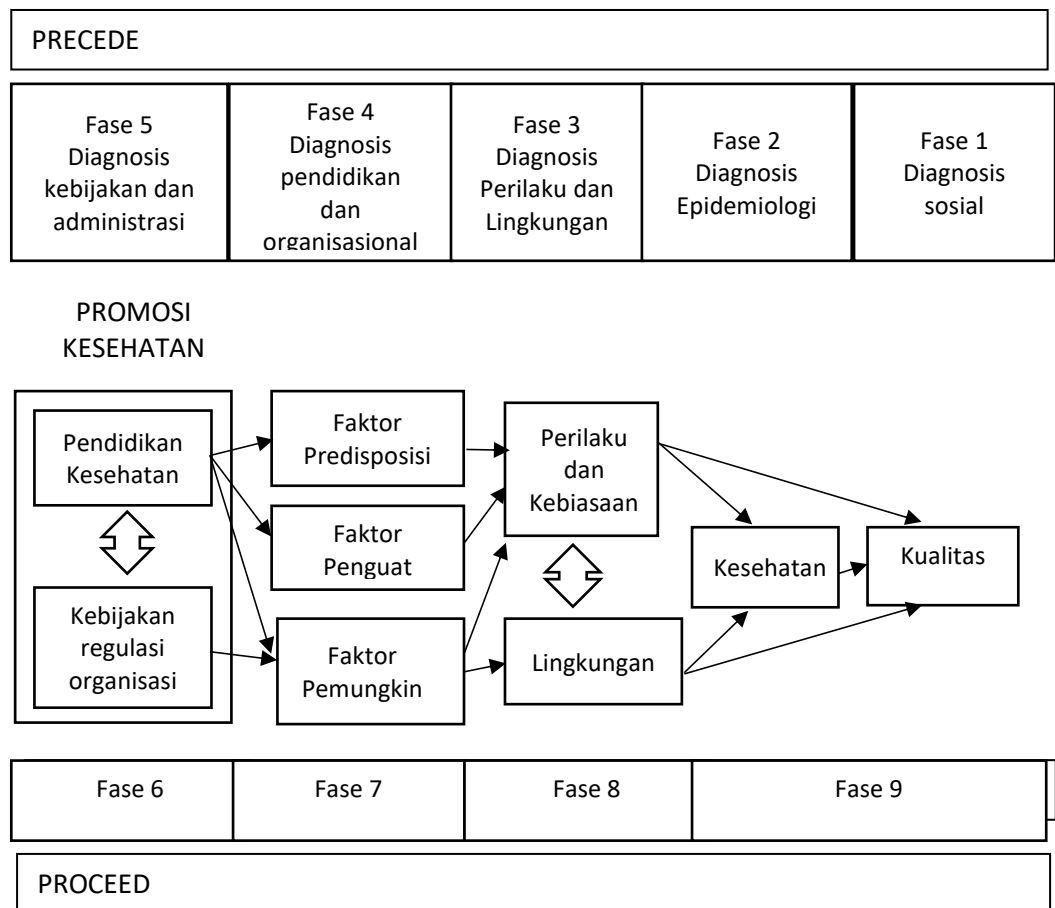 PRECEDE
Fase 5
Diagnosis
kebijakan dan
administrasi
Fase 4
Diagnosis
pendidikan
dan
organisasional
Fase 3
Diagnosis
Perilaku dan
Lingkungan
Fase 2
Diagnosis
Epidemiologi
Fase 1
Diagnosis
sosial
PROMOSI
KESEHATAN
Pendidikan
Kesehatan
Kebijakan
regulasi
organisasi
Faktor
Predisposisi
Faktor
Penguat
Faktor
Pemungkin
Perilaku
dan
Kebiasaan
Lingkungan
Kesehatan
Kualitas
Fase 6
Fase 7
Fase 8
Fase 9
PROCEED